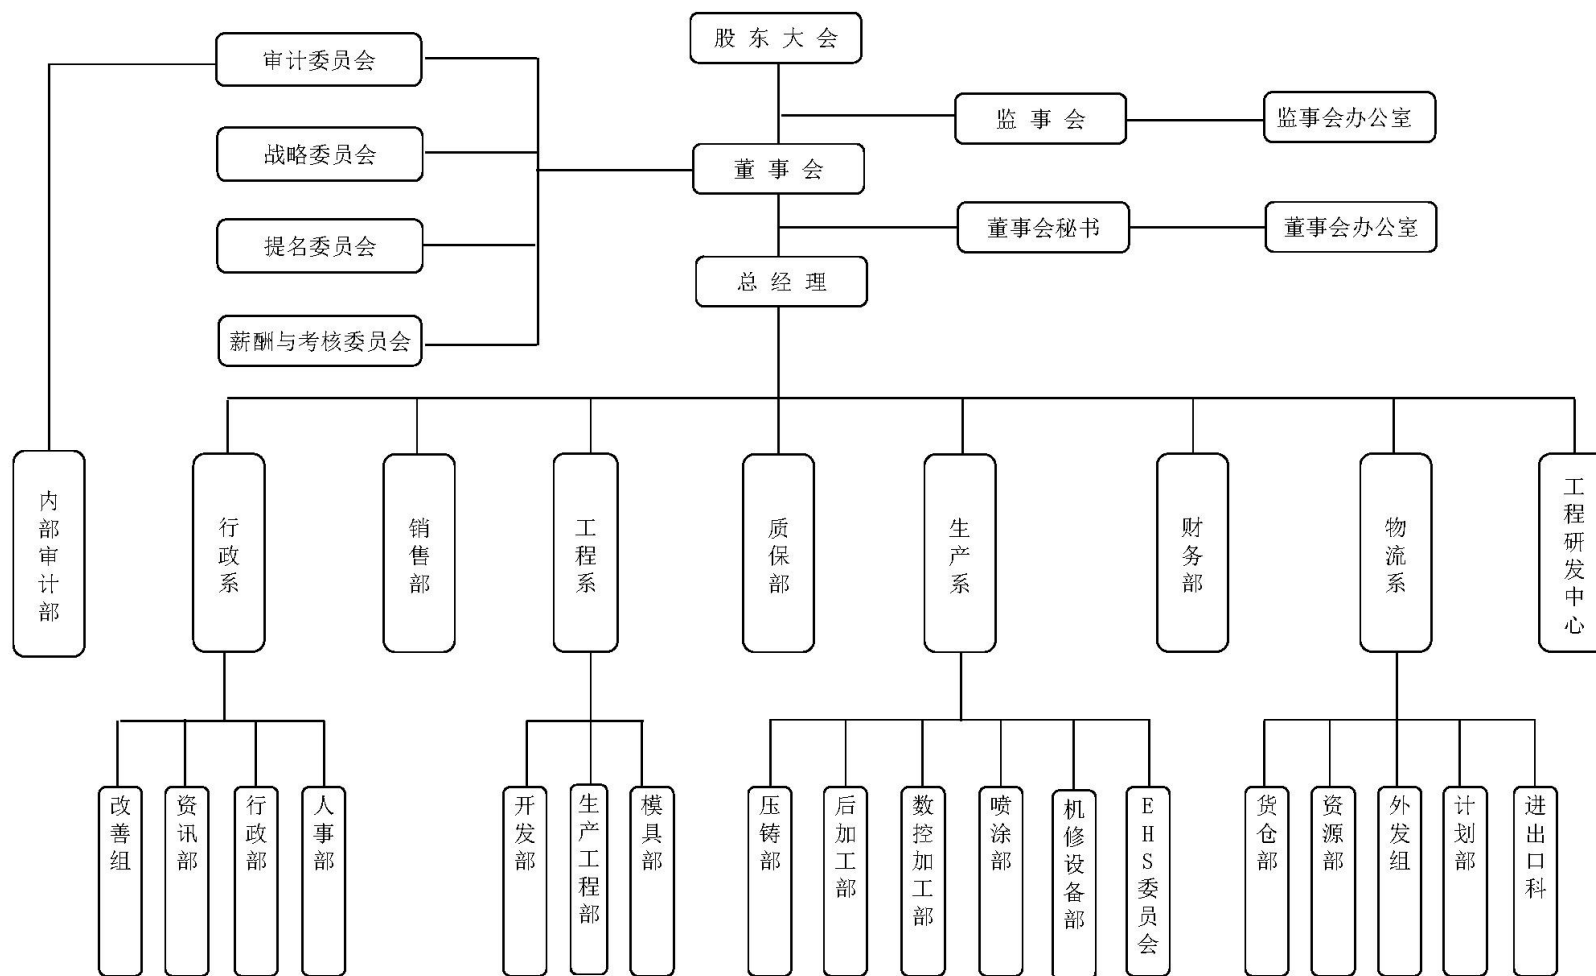 股东大会
审计委员会
监事会
监事会办公室
战略委员会
董事会
提名委员会
董事会秘书
董事会办公室
总经理
薪酬与考核委员会
内部审计部
行政系
销售部
工程系
质保部
生产系
财务部
物流系
工程研发中心
改善组
资讯部
行政部
人事部
开发部
生产工程部
模具部
压铸部
后加工部
数控加工部
喷涂部
机修设备部
EHS委员会
货仓部
资源部
外发组
计划部
进出口科